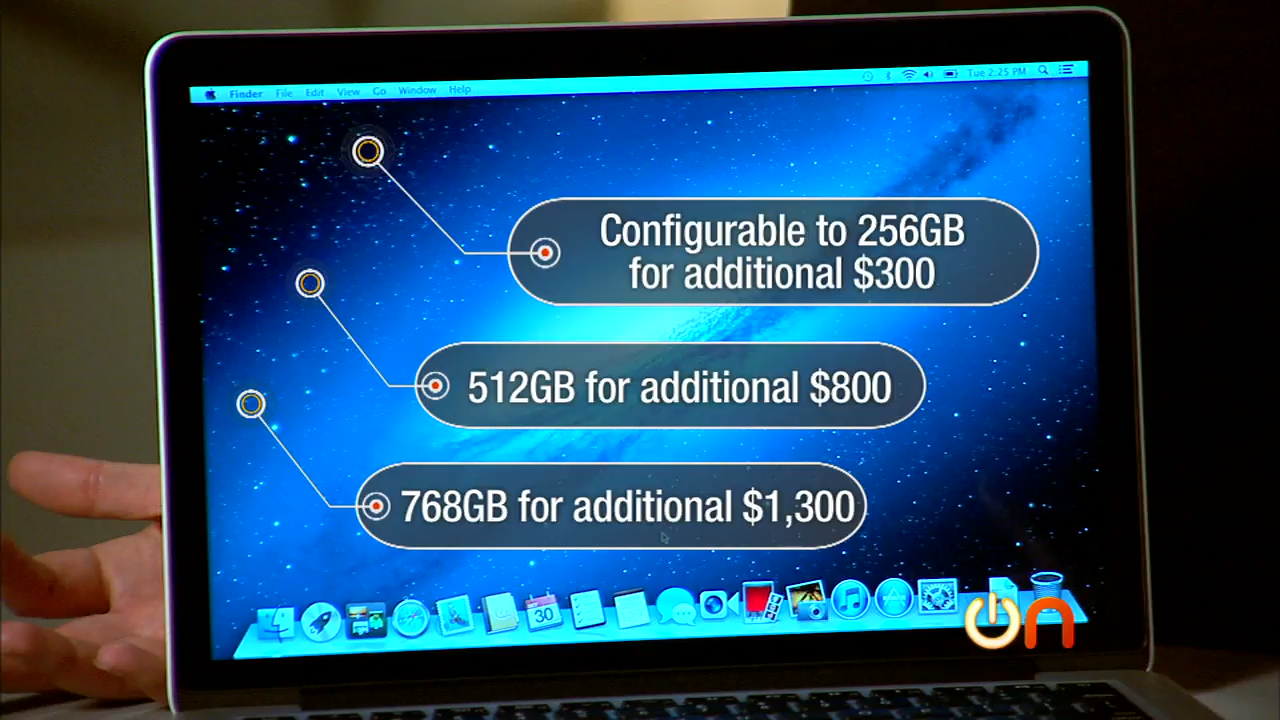 Finder File Edit View Go Window Help
Tue 2:25 PM
Configurable to 256GB
for additional $300
512GB for additional $800
768GB for additional $1,300
30
on